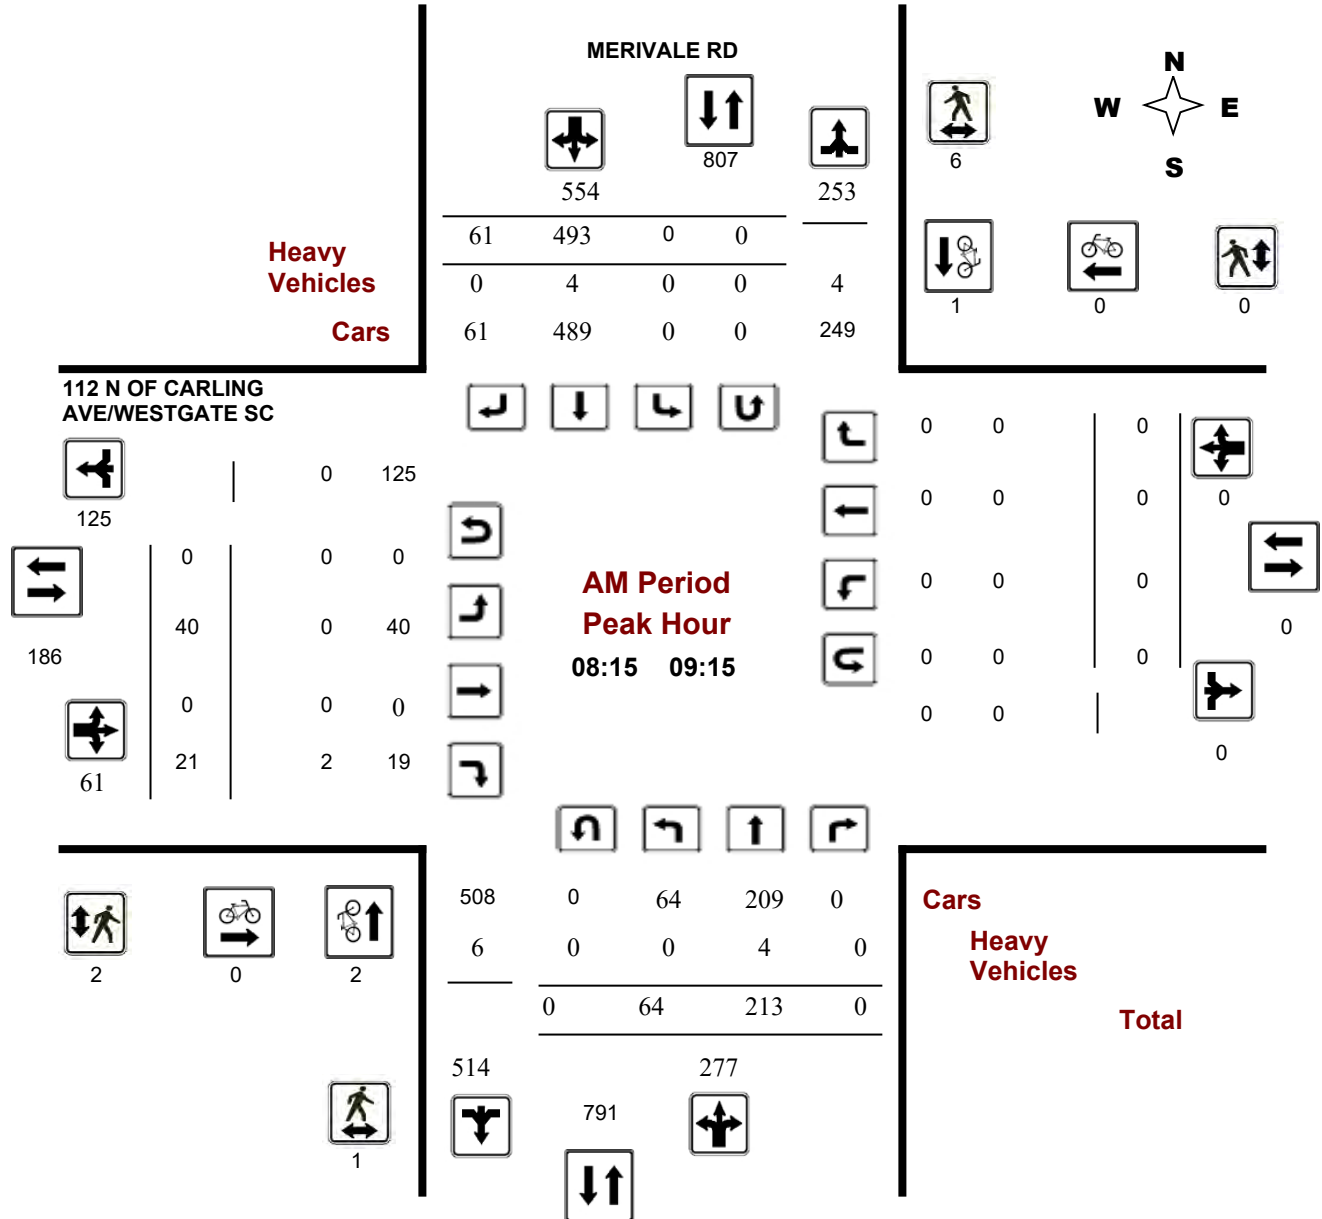 MERIVALE RD
N
W E
S
807
6
554
253
61 493 0 0
Heavy
Vehicles
0 4 0 0 4
1 0 0
Cars
61 489 0 0 249
112 N OF CARLING
AVE/WESTGATE SC
0 0 0
0 125
125
0 0 0 0
0 0 0
AM Period
0 0 0
Peak Hour
40 0 40
0
186
08:15 09:15
0 0 0
0 0 0
0 0
21 2 19
0
61
508 0 64 209 0
Cars
6 0 0 4 0
Heavy
Vehicles
2 0 2
0 64 213 0
Total
514 277
791
1